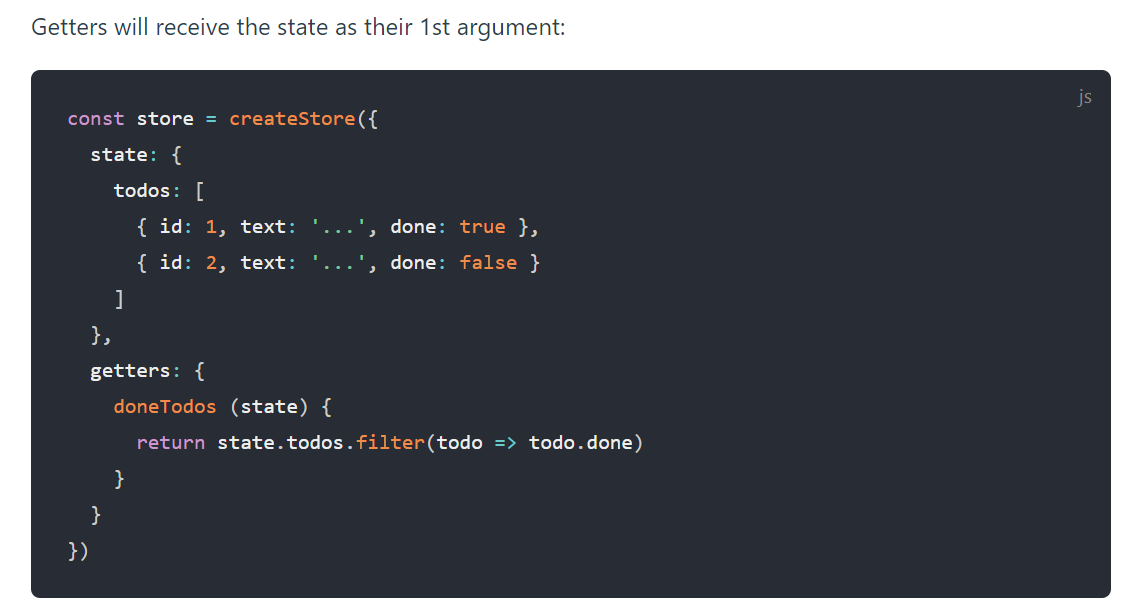 Getters will receive the state as their 1st argument:
js
const store = createStore({
  state: {
    todos: [
      { id: 1, text: '...', done: true },
      { id: 2, text: '...', done: false }
    ]
  },
  getters: {
    doneTodos (state) {
      return state.todos.filter(todo => todo.done)
    }
  }
})